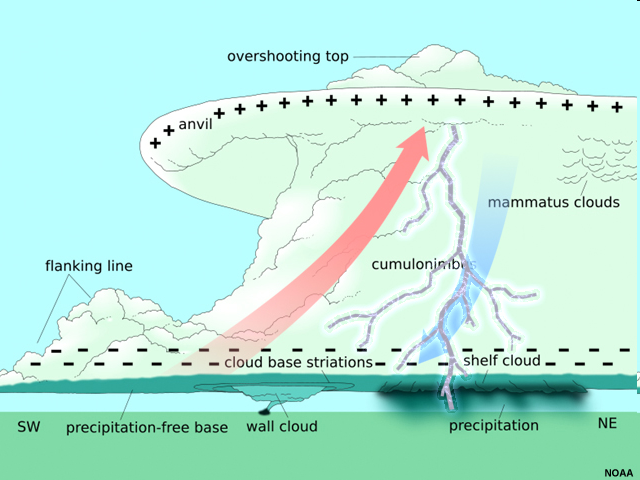 overshooting top
anvil
mammatus clouds
flanking line
cumulonimbus
cloud base striations
shelf cloud
SW
precipitation-free base
wall cloud
precipitation
NE
NOAA